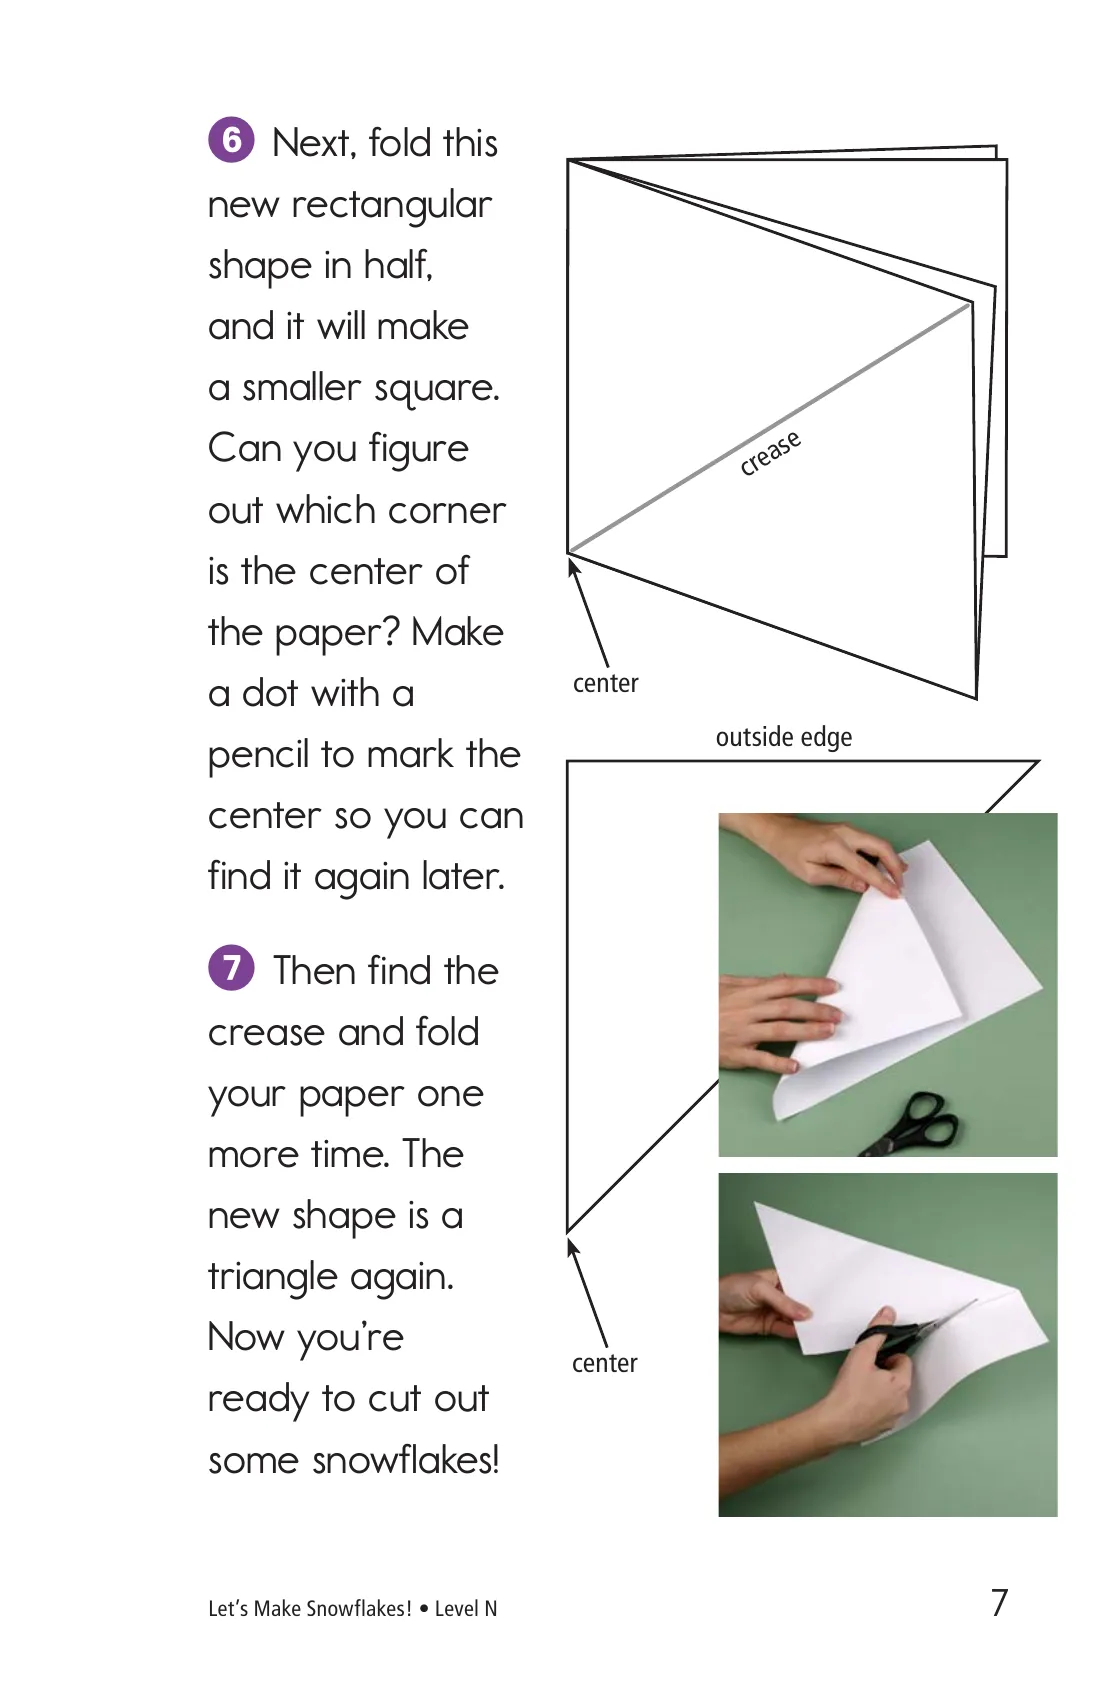 6 Next, fold this
new rectangular
shape in half,
and it will make
a smaller square.
Can you figure
out which corner
is the center of
the paper? Make
a dot with a
pencil to mark the
center so you can
find it again later.
crease
center
outside edge
7 Then find the
crease and fold
your paper one
more time. The
new shape is a
triangle again.
Now you’re
ready to cut out
some snowflakes!
center
Let’s Make Snowflakes! • Level N
7